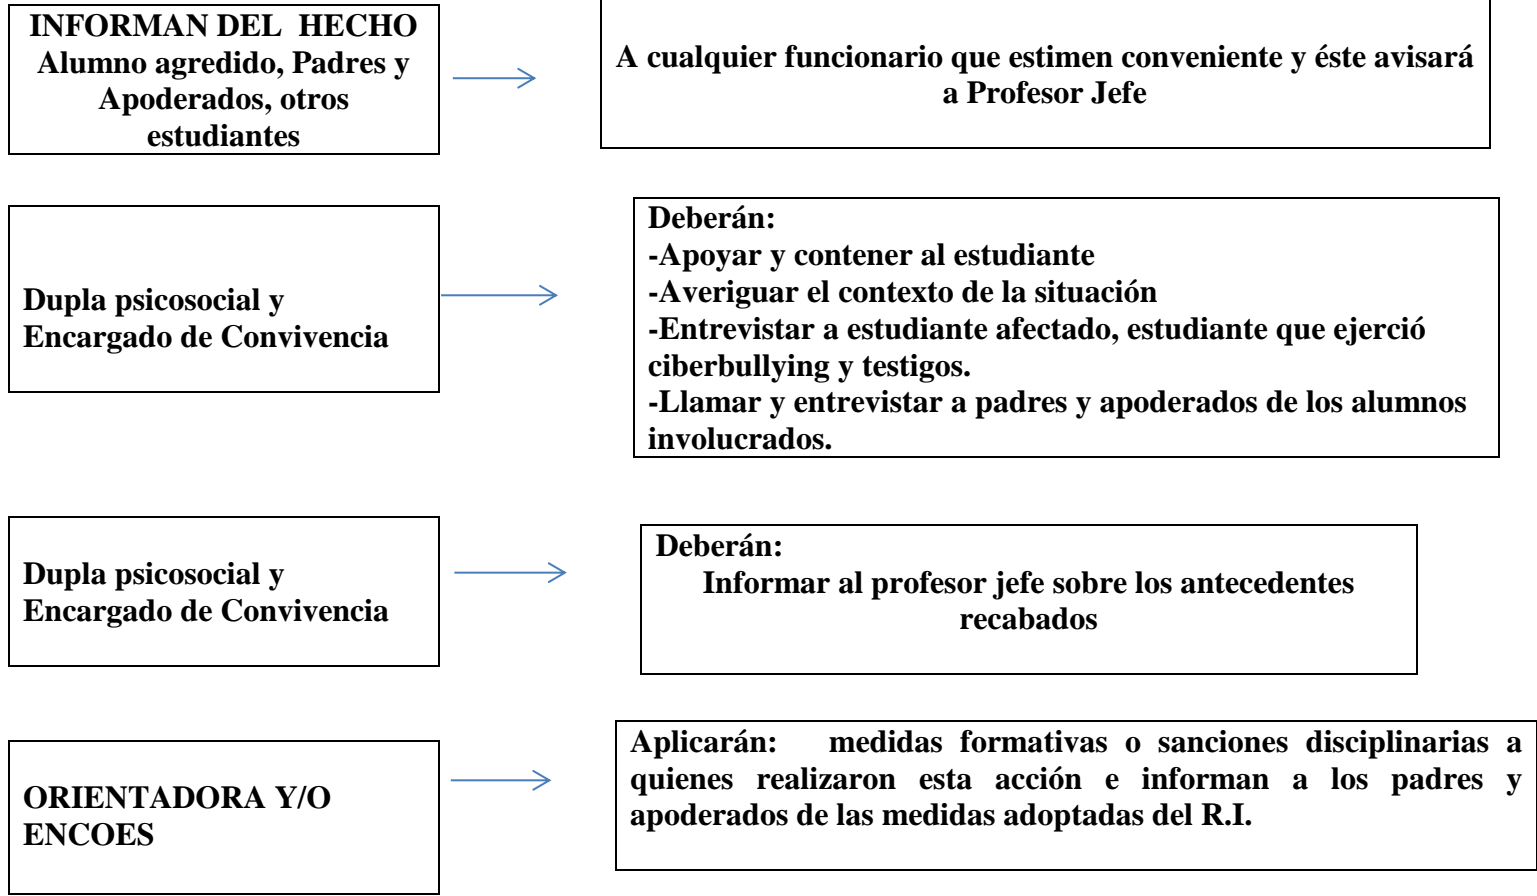 INFORMAN DEL HECHO
Alumno agredido, Padres y
Apoderados, otros
estudiantes
A cualquier funcionario que estimen conveniente y éste avisará
a Profesor Jefe
Dupla psicosocial y
Encargado de Convivencia
Deberán:
-Apoyar y contener al estudiante
-Averiguar el contexto de la situación
-Entrevistar a estudiante afectado, estudiante que ejerció
ciberbullying y testigos.
-Llamar y entrevistar a padres y apoderados de los alumnos
involucrados.
Dupla psicosocial y
Encargado de Convivencia
Deberán:
Informar al profesor jefe sobre los antecedentes
recabados
ORIENTADORA Y/O
ENCOES
Aplicarán: medidas formativas o sanciones disciplinarias a
quienes realizaron esta acción e informan a los padres y
apoderados de las medidas adoptadas del R.I.